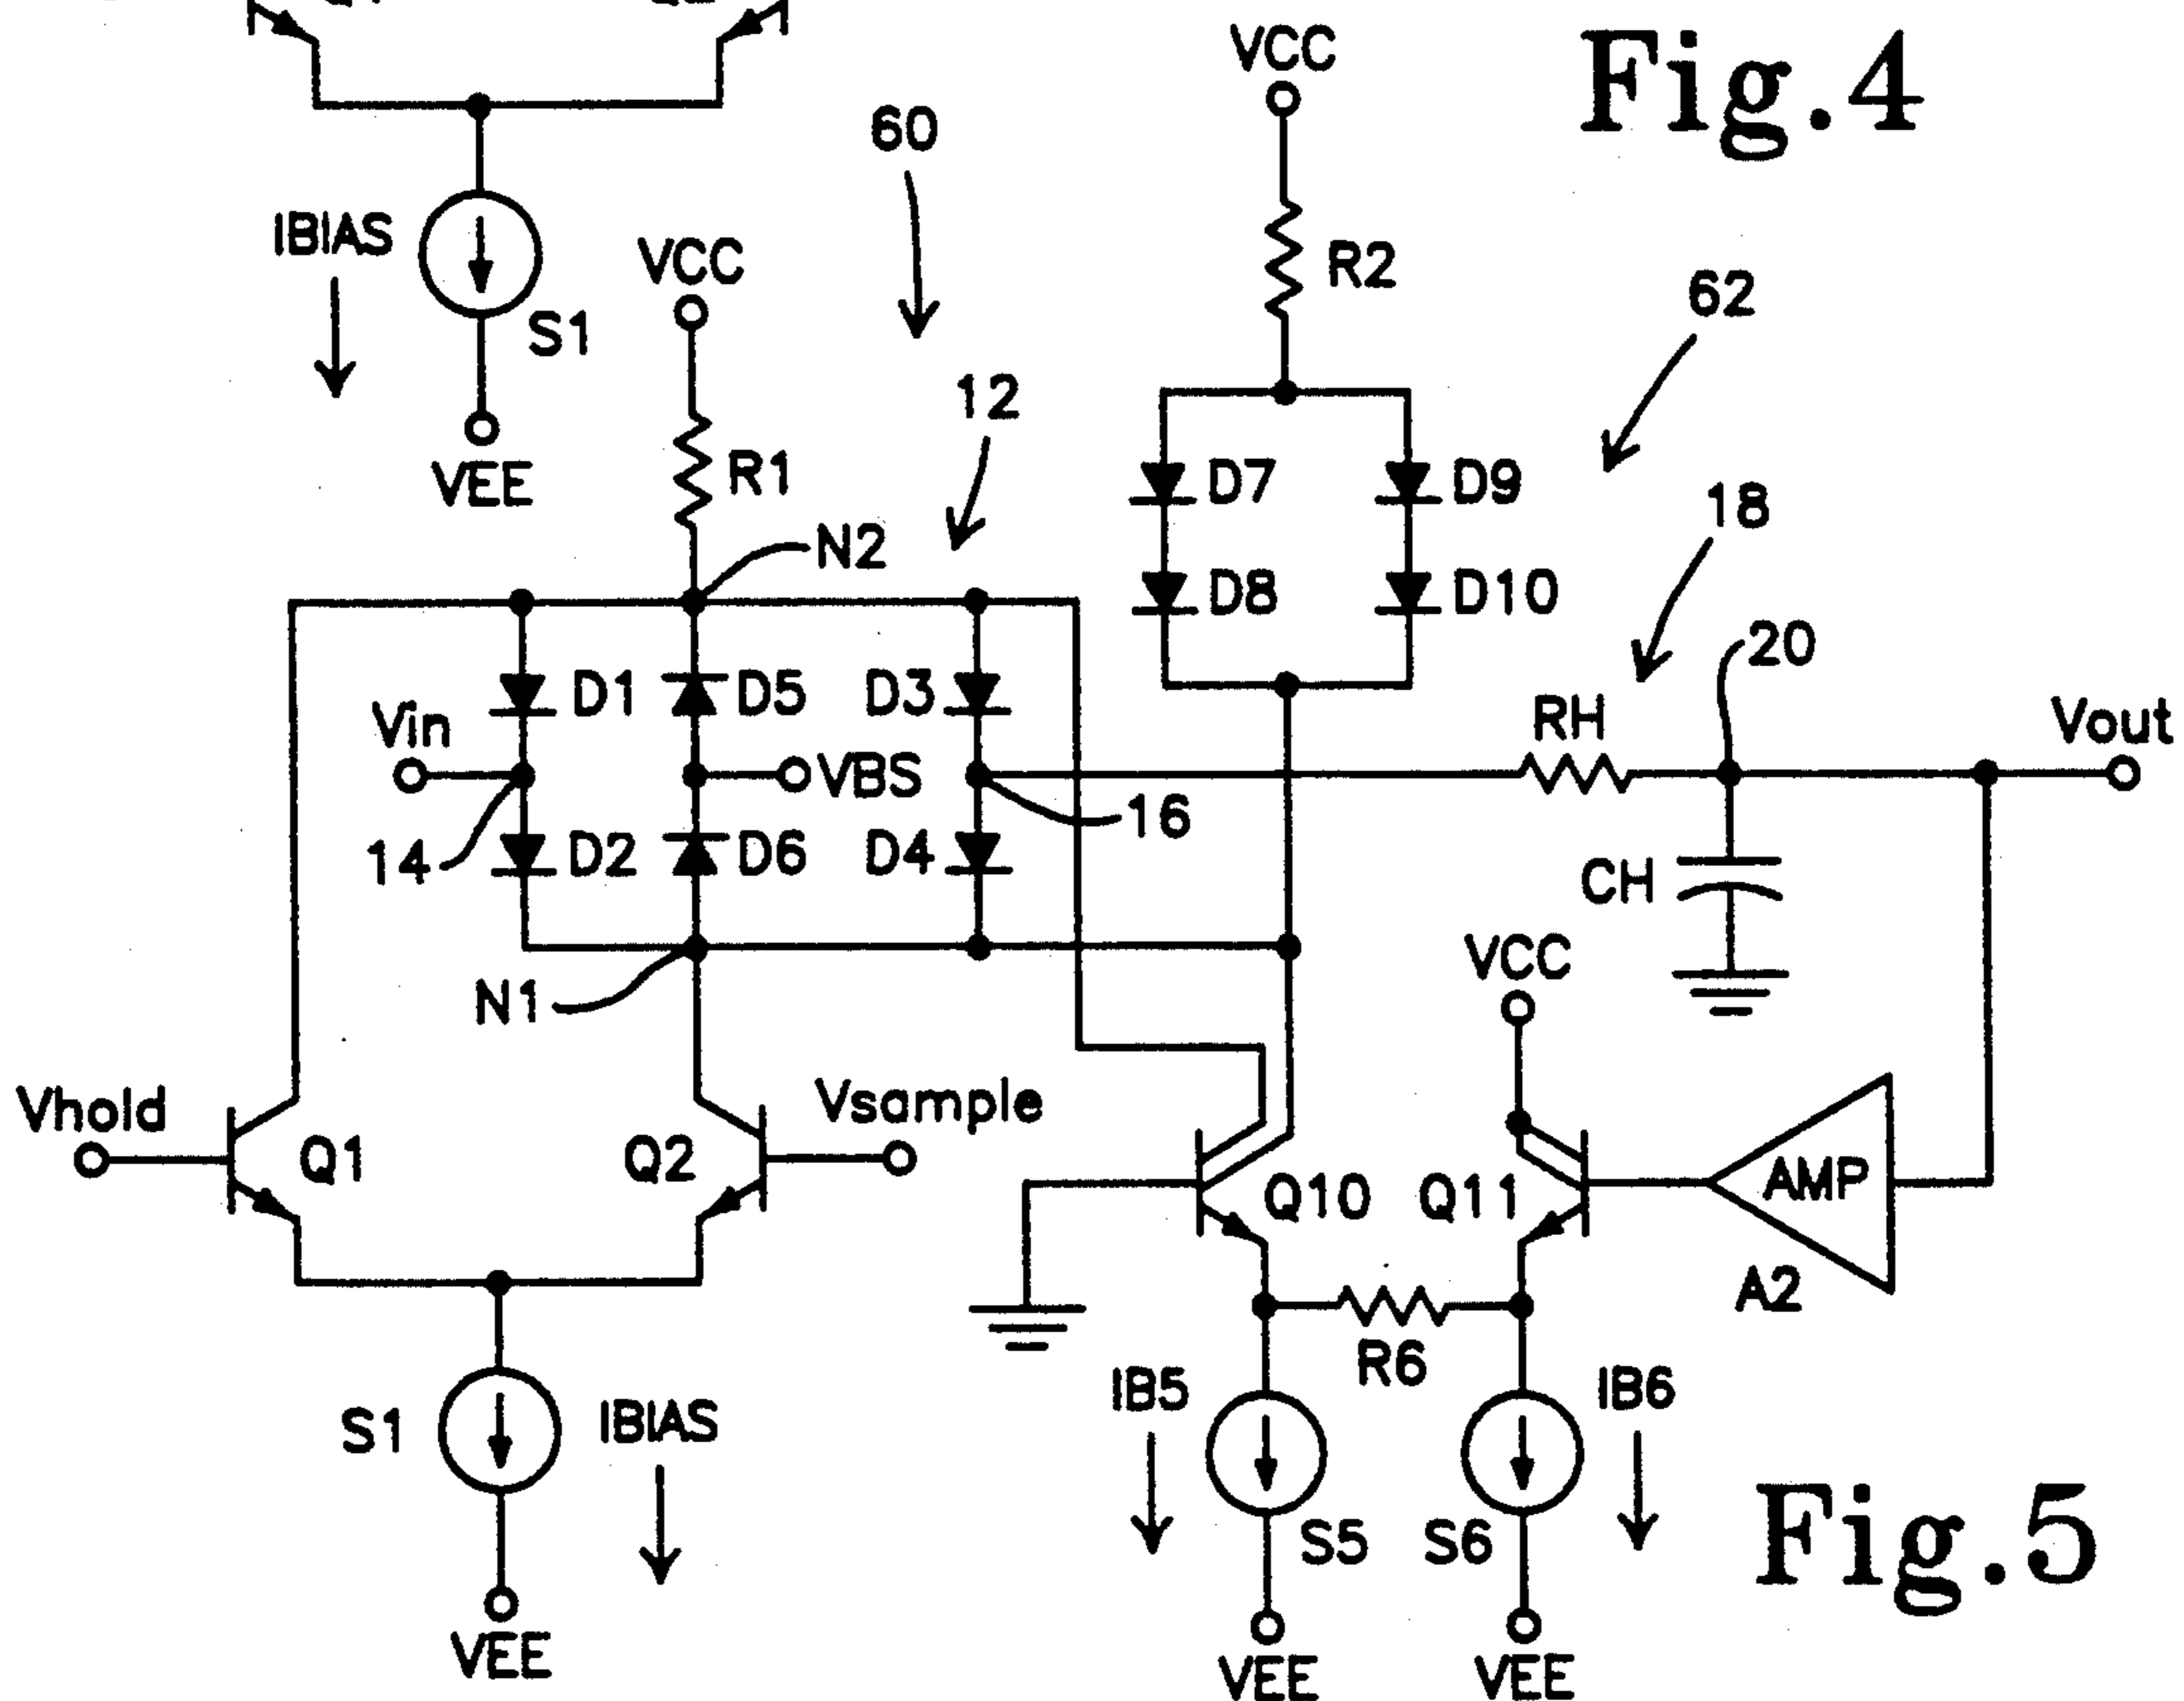 VCC
Fig.4
60
IBIAS
S1
VCC
R2
62
VEE
12
R1
N2
D7
D9
18
D8
D10
20
Vin
D1
D5
D3
RH
Vout
VBS
14
D2
D6
D4
16
CH
N1
VCC
Vhold
Q1
Q2
Vsample
Q10
Q11
AMP
A2
R6
IB5
IB6
S1
IBIAS
S5
S6
Fig.5
VEE
VEE
VEE